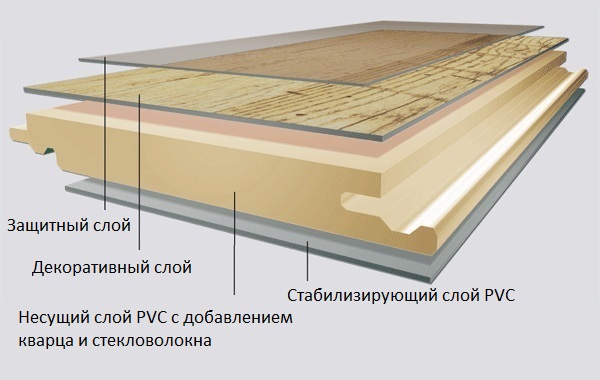 Защитный слой
Декоративный слой
Стабилизирующий слой PVC
Несущий слой PVC с добавлением
кварца и стекловолокна